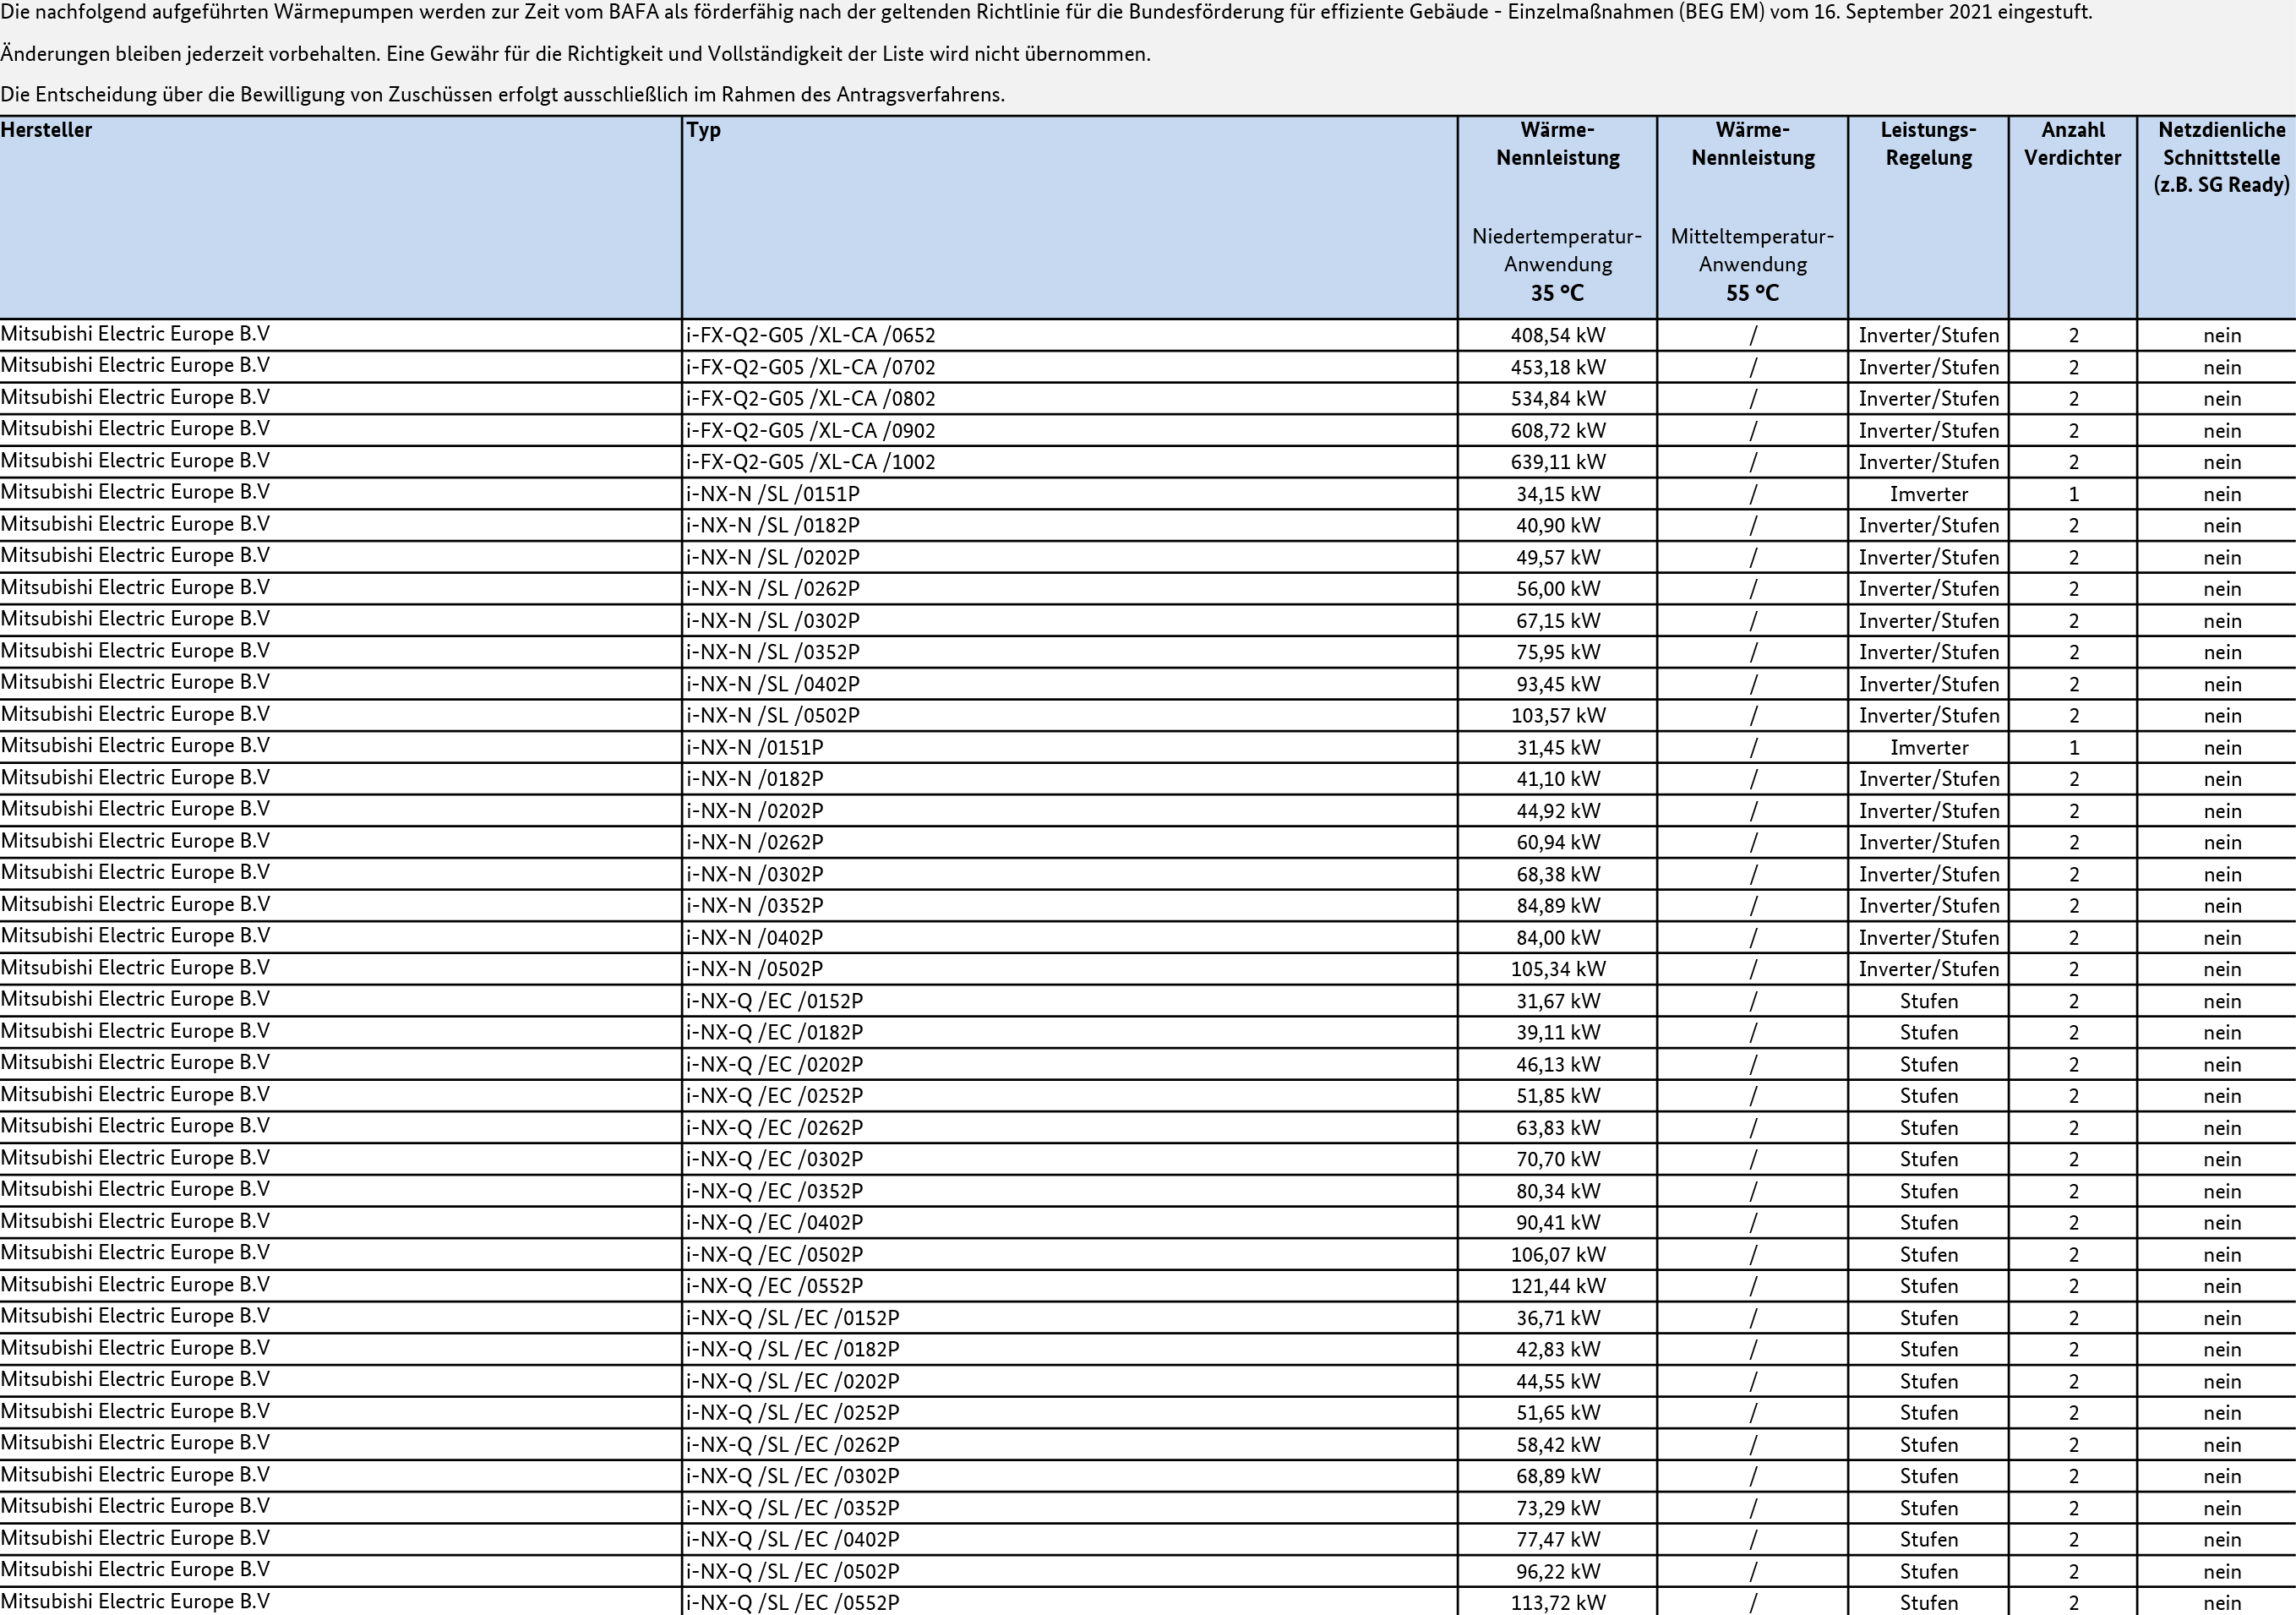 Die nachfolgend aufgeführten Wärmepumpen werden zur Zeit vom BAFA als förderfähig nach der geltenden Richtlinie für die Bundesförderung für effiziente Gebäude - Einzelmaßnahmen (BEG EM) vom 16. September 2021 eingestuft.
Änderungen bleiben jederzeit vorbehalten. Eine Gewähr für die Richtigkeit und Vollständigkeit der Liste wird nicht übernommen.
Die Entscheidung über die Bewilligung von Zuschüssen erfolgt ausschließlich im Rahmen des Antragsverfahrens.
Hersteller Typ Wärme- Wärme- Leistungs- Anzahl Netzdienliche
Nennleistung Nennleistung Regelung Verdichter Schnittstelle
(z.B. SG Ready)
Niedertemperatur- Mitteltemperatur-
Anwendung Anwendung
35 °C 55 °C
Mitsubishi Electric Europe B.V i-FX-Q2-G05 /XL-CA /0652 408,54 kW / Inverter/Stufen 2 nein
Mitsubishi Electric Europe B.V i-FX-Q2-G05 /XL-CA /0702 453,18 kW / Inverter/Stufen 2 nein
Mitsubishi Electric Europe B.V i-FX-Q2-G05 /XL-CA /0802 534,84 kW / Inverter/Stufen 2 nein
Mitsubishi Electric Europe B.V i-FX-Q2-G05 /XL-CA /0902 608,72 kW / Inverter/Stufen 2 nein
Mitsubishi Electric Europe B.V i-FX-Q2-G05 /XL-CA /1002 639,11 kW / Inverter/Stufen 2 nein
Mitsubishi Electric Europe B.V i-NX-N /SL /0151P 34,15 kW / Imverter 1 nein
Mitsubishi Electric Europe B.V i-NX-N /SL /0182P 40,90 kW / Inverter/Stufen 2 nein
Mitsubishi Electric Europe B.V i-NX-N /SL /0202P 49,57 kW / Inverter/Stufen 2 nein
Mitsubishi Electric Europe B.V i-NX-N /SL /0262P 56,00 kW / Inverter/Stufen 2 nein
Mitsubishi Electric Europe B.V i-NX-N /SL /0302P 67,15 kW / Inverter/Stufen 2 nein
Mitsubishi Electric Europe B.V i-NX-N /SL /0352P 75,95 kW / Inverter/Stufen 2 nein
Mitsubishi Electric Europe B.V i-NX-N /SL /0402P 93,45 kW / Inverter/Stufen 2 nein
Mitsubishi Electric Europe B.V i-NX-N /SL /0502P 103,57 kW / Inverter/Stufen 2 nein
Mitsubishi Electric Europe B.V i-NX-N /0151P 31,45 kW / Imverter 1 nein
Mitsubishi Electric Europe B.V i-NX-N /0182P 41,10 kW / Inverter/Stufen 2 nein
Mitsubishi Electric Europe B.V i-NX-N /0202P 44,92 kW / Inverter/Stufen 2 nein
Mitsubishi Electric Europe B.V i-NX-N /0262P 60,94 kW / Inverter/Stufen 2 nein
Mitsubishi Electric Europe B.V i-NX-N /0302P 68,38 kW / Inverter/Stufen 2 nein
Mitsubishi Electric Europe B.V i-NX-N /0352P 84,89 kW / Inverter/Stufen 2 nein
Mitsubishi Electric Europe B.V i-NX-N /0402P 84,00 kW / Inverter/Stufen 2 nein
Mitsubishi Electric Europe B.V i-NX-N /0502P 105,34 kW / Inverter/Stufen 2 nein
Mitsubishi Electric Europe B.V i-NX-Q /EC /0152P 31,67 kW / Stufen 2 nein
Mitsubishi Electric Europe B.V i-NX-Q /EC /0182P 39,11 kW / Stufen 2 nein
Mitsubishi Electric Europe B.V i-NX-Q /EC /0202P 46,13 kW / Stufen 2 nein
Mitsubishi Electric Europe B.V i-NX-Q /EC /0252P 51,85 kW / Stufen 2 nein
Mitsubishi Electric Europe B.V i-NX-Q /EC /0262P 63,83 kW / Stufen 2 nein
Mitsubishi Electric Europe B.V i-NX-Q /EC /0302P 70,70 kW / Stufen 2 nein
Mitsubishi Electric Europe B.V i-NX-Q /EC /0352P 80,34 kW / Stufen 2 nein
Mitsubishi Electric Europe B.V i-NX-Q /EC /0402P 90,41 kW / Stufen 2 nein
Mitsubishi Electric Europe B.V i-NX-Q /EC /0502P 106,07 kW / Stufen 2 nein
Mitsubishi Electric Europe B.V i-NX-Q /EC /0552P 121,44 kW / Stufen 2 nein
Mitsubishi Electric Europe B.V i-NX-Q /SL /EC /0152P 36,71 kW / Stufen 2 nein
Mitsubishi Electric Europe B.V i-NX-Q /SL /EC /0182P 42,83 kW / Stufen 2 nein
Mitsubishi Electric Europe B.V i-NX-Q /SL /EC /0202P 44,55 kW / Stufen 2 nein
Mitsubishi Electric Europe B.V i-NX-Q /SL /EC /0252P 51,65 kW / Stufen 2 nein
Mitsubishi Electric Europe B.V i-NX-Q /SL /EC /0262P 58,42 kW / Stufen 2 nein
Mitsubishi Electric Europe B.V i-NX-Q /SL /EC /0302P 68,89 kW / Stufen 2 nein
Mitsubishi Electric Europe B.V i-NX-Q /SL /EC /0352P 73,29 kW / Stufen 2 nein
Mitsubishi Electric Europe B.V i-NX-Q /SL /EC /0402P 77,47 kW / Stufen 2 nein
Mitsubishi Electric Europe B.V i-NX-Q /SL /EC /0502P 96,22 kW / Stufen 2 nein
Mitsubishi Electric Europe B.V i-NX-Q /SL /EC /0552P 113,72 kW / Stufen 2 nein